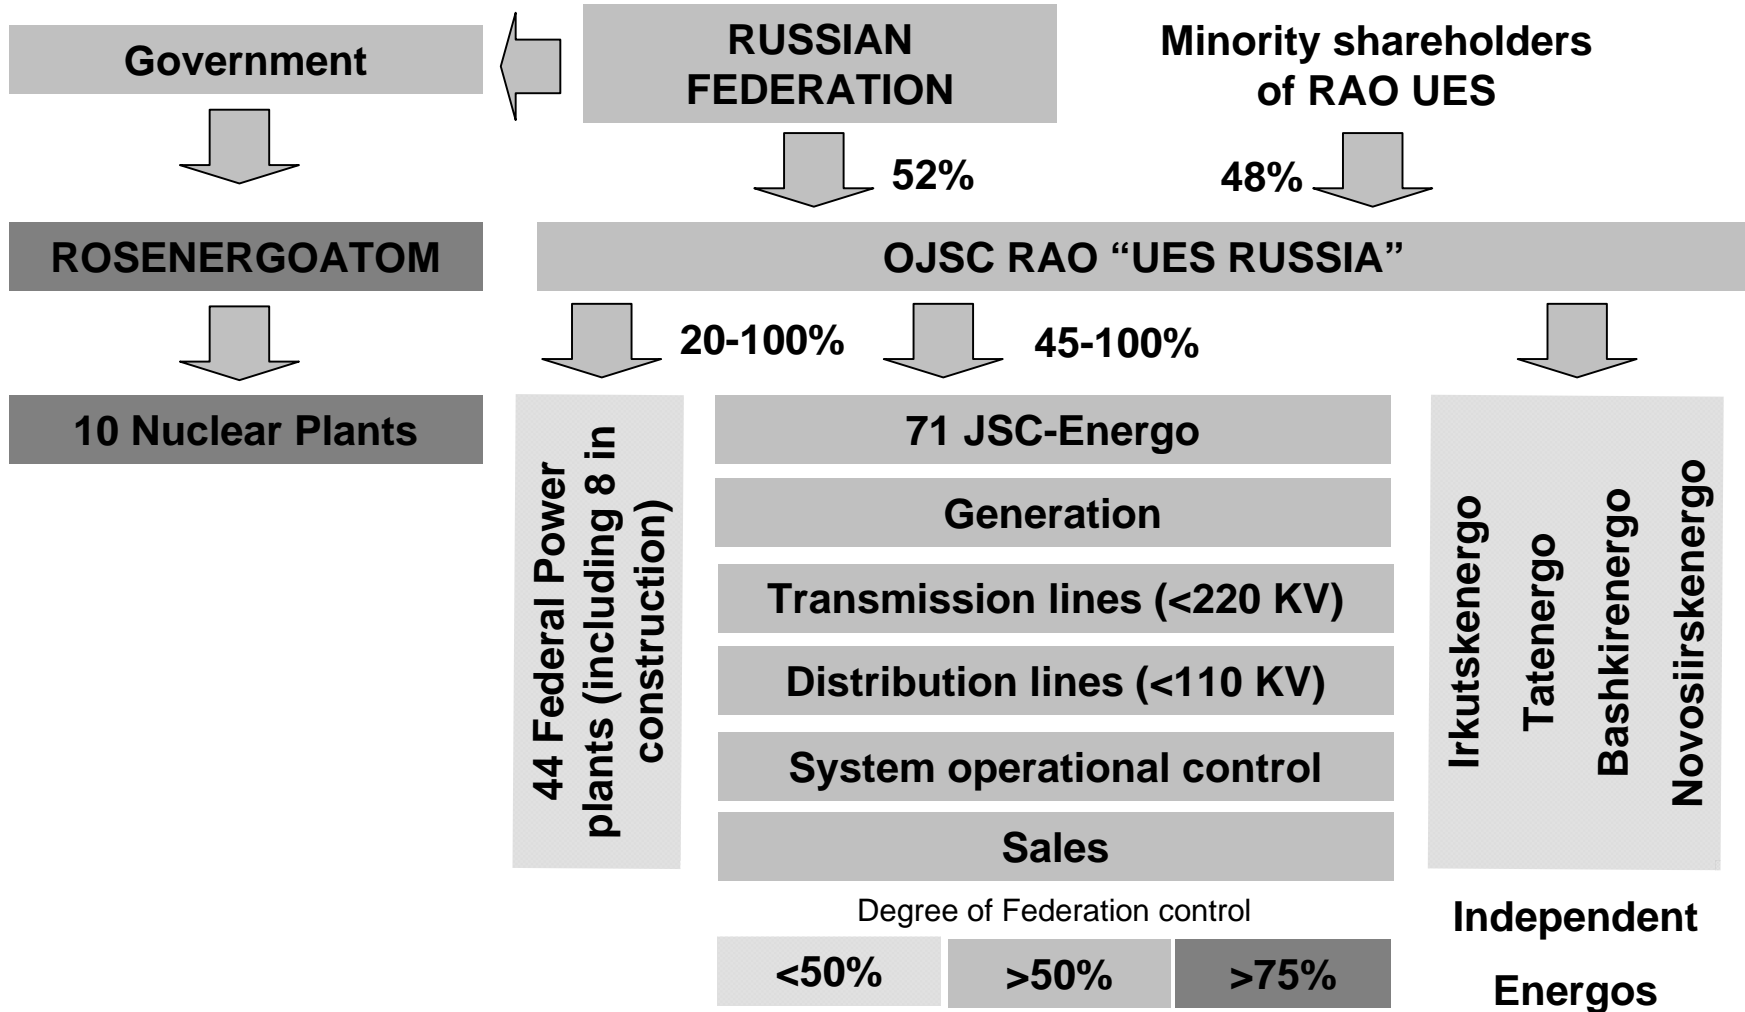 Government
RUSSIAN
FEDERATION
Minority shareholders
of RAO UES
52%
48%
ROSENERGOATOM
OJSC RAO “UES RUSSIA”
20-100%
45-100%
10 Nuclear Plants
44 Federal Power
plants (including 8 in
construction)
71 JSC-Energo
Generation
Transmission lines (<220 KV)
Distribution lines (<110 KV)
System operational control
Sales
Irkutskenergo
Tatenergo
Bashkirenergo
Novosiirskenergo
Independent
Energos
Degree of Federation control
<50%
>50%
>75%